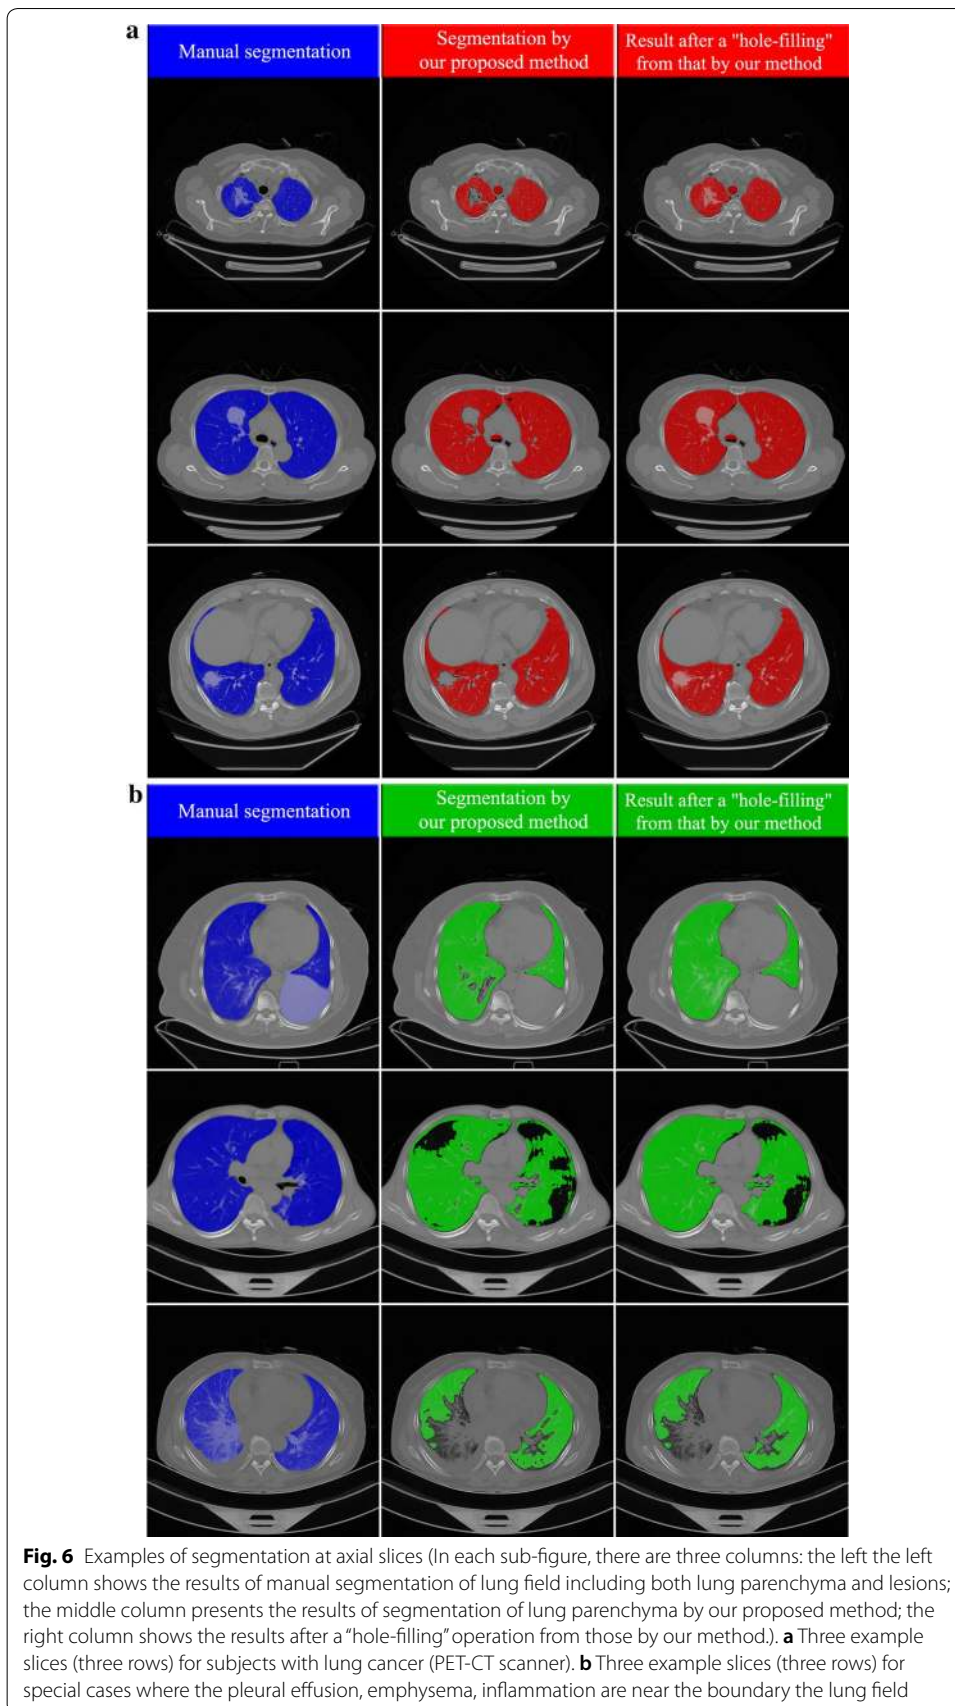 a
Manual segmentation
Segmentation by
our proposed method
Result after a "hole-filling"
from that by our method
b
Manual segmentation
Segmentation by
our proposed method
Result after a "hole-filling"
from that by our method
Fig. 6 Examples of segmentation at axial slices (In each sub-figure, there are three columns: the left the left
column shows the results of manual segmentation of lung field including both lung parenchyma and lesions;
the middle column presents the results of segmentation of lung parenchyma by our proposed method; the
right column shows the results after a “hole-filling” operation from those by our method.). a Three example
slices (three rows) for subjects with lung cancer (PET-CT scanner). b Three example slices (three rows) for
special cases where the pleural effusion, emphysema, inflammation are near the boundary the lung field